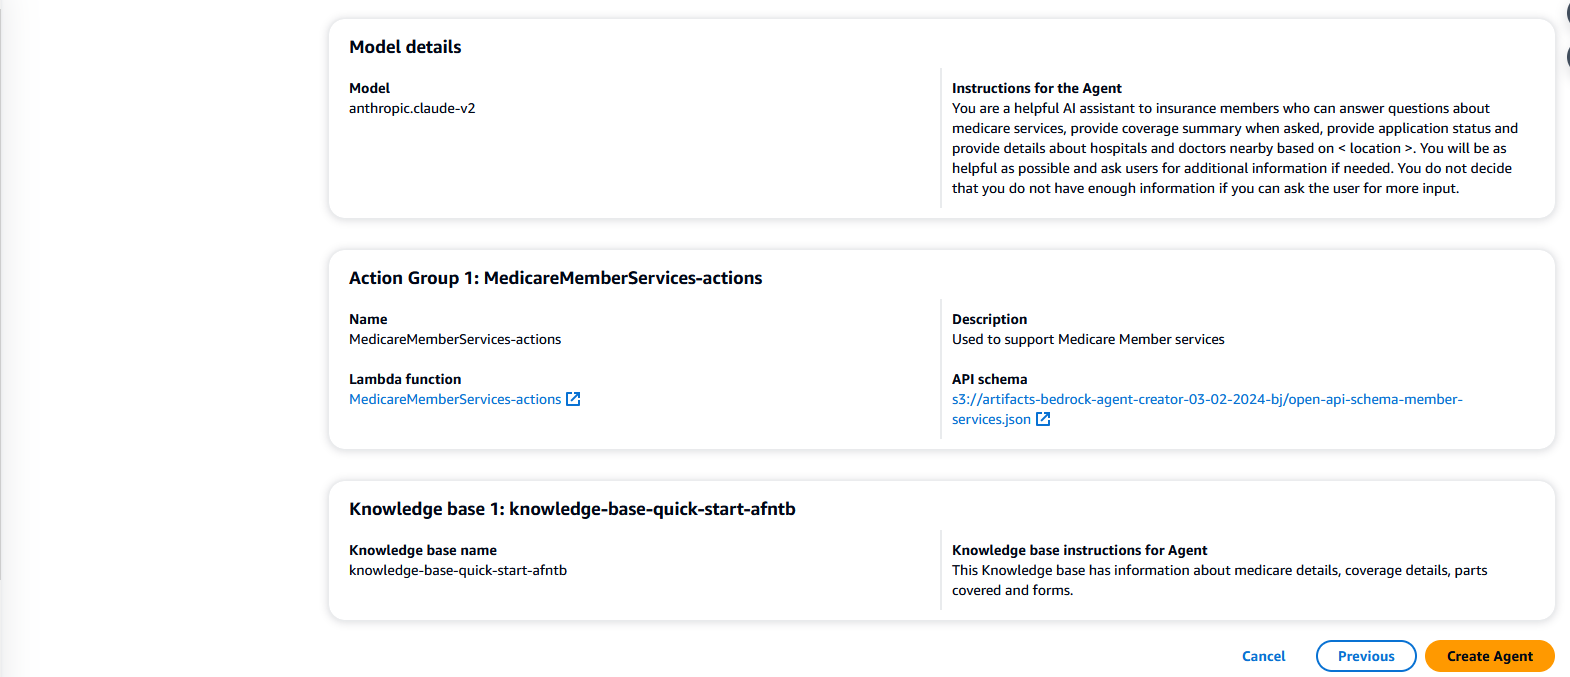 Model details
Model
anthropic.claude-v2
Instructions for the Agent
You are a helpful AI assistant to insurance members who can answer questions about
medicare services, provide coverage summary when asked, provide application status and
provide details about hospitals and doctors nearby based on < location >. You will be as
helpful as possible and ask users for additional information if needed. You do not decide
that you do not have enough information if you can ask the user for more input.
Action Group 1: MedicareMemberServices-actions
Name
MedicareMemberServices-actions
Description
Used to support Medicare Member services
Lambda function
MedicareMemberServices-actions
API schema
s3://artifacts-bedrock-agent-creator-03-02-2024-bj/open-api-schema-member-
services.json
Knowledge base 1: knowledge-base-quick-start-afntb
Knowledge base name
knowledge-base-quick-start-afntb
Knowledge base instructions for Agent
This Knowledge base has information about medicare details, coverage details, parts
covered and forms.
Cancel
Previous
Create Agent